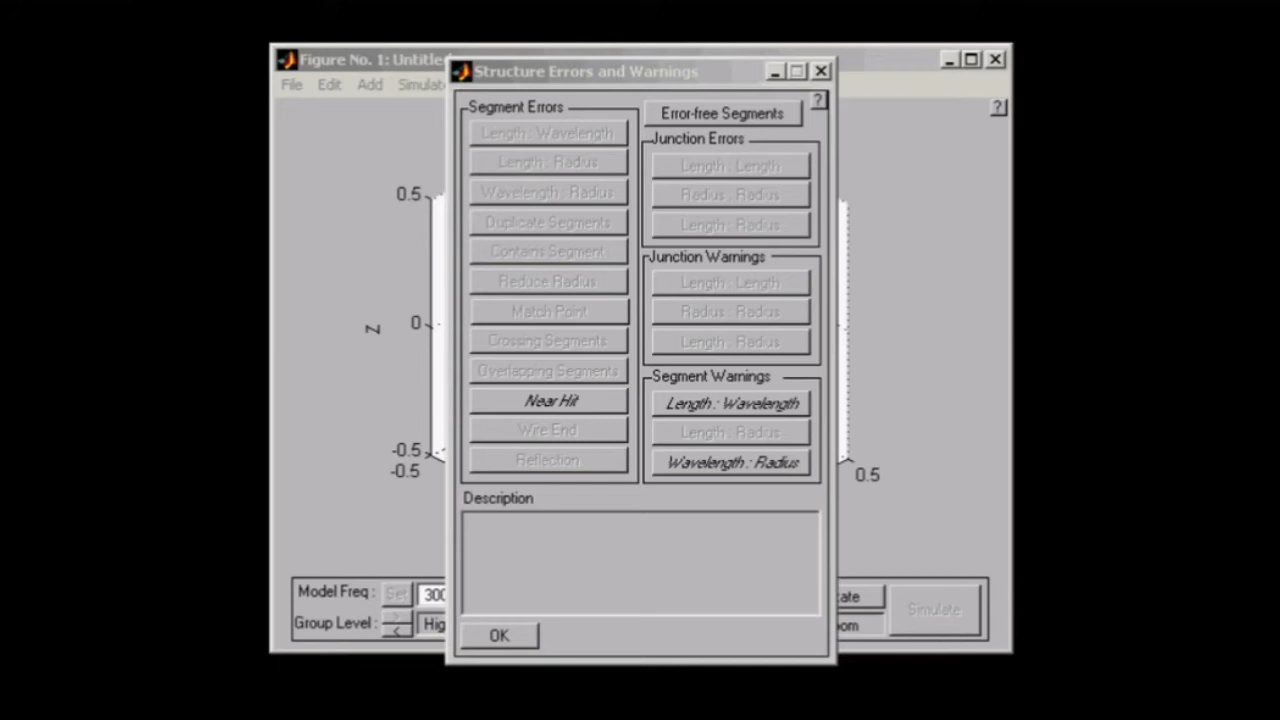 Figure No. 1: Untitle
File Edit Add Simulat
?
Structure Errors and Warnings
?
Segment Errors
Length : Wavelength
Length : Radius
Wavelength : Radius
Duplicate Segments
Contains Segment
Reduce Radius
Match Point
Crossing Segments
Overlapping Segments
Near Hit
Wire End
Reflection
Error-free Segments
Junction Errors
Length : Length
Radius : Radius
Length : Radius
Junction Warnings
Length : Length
Radius : Radius
Length : Radius
Segment Warnings
Length : Wavelength
Length : Radius
Wavelength : Radius
Description
OK
0.5
Z
0
-0.5
-0.5
0.5
Model Freq : Set 300
Group Level : < Hig
ate
oom
Simulate